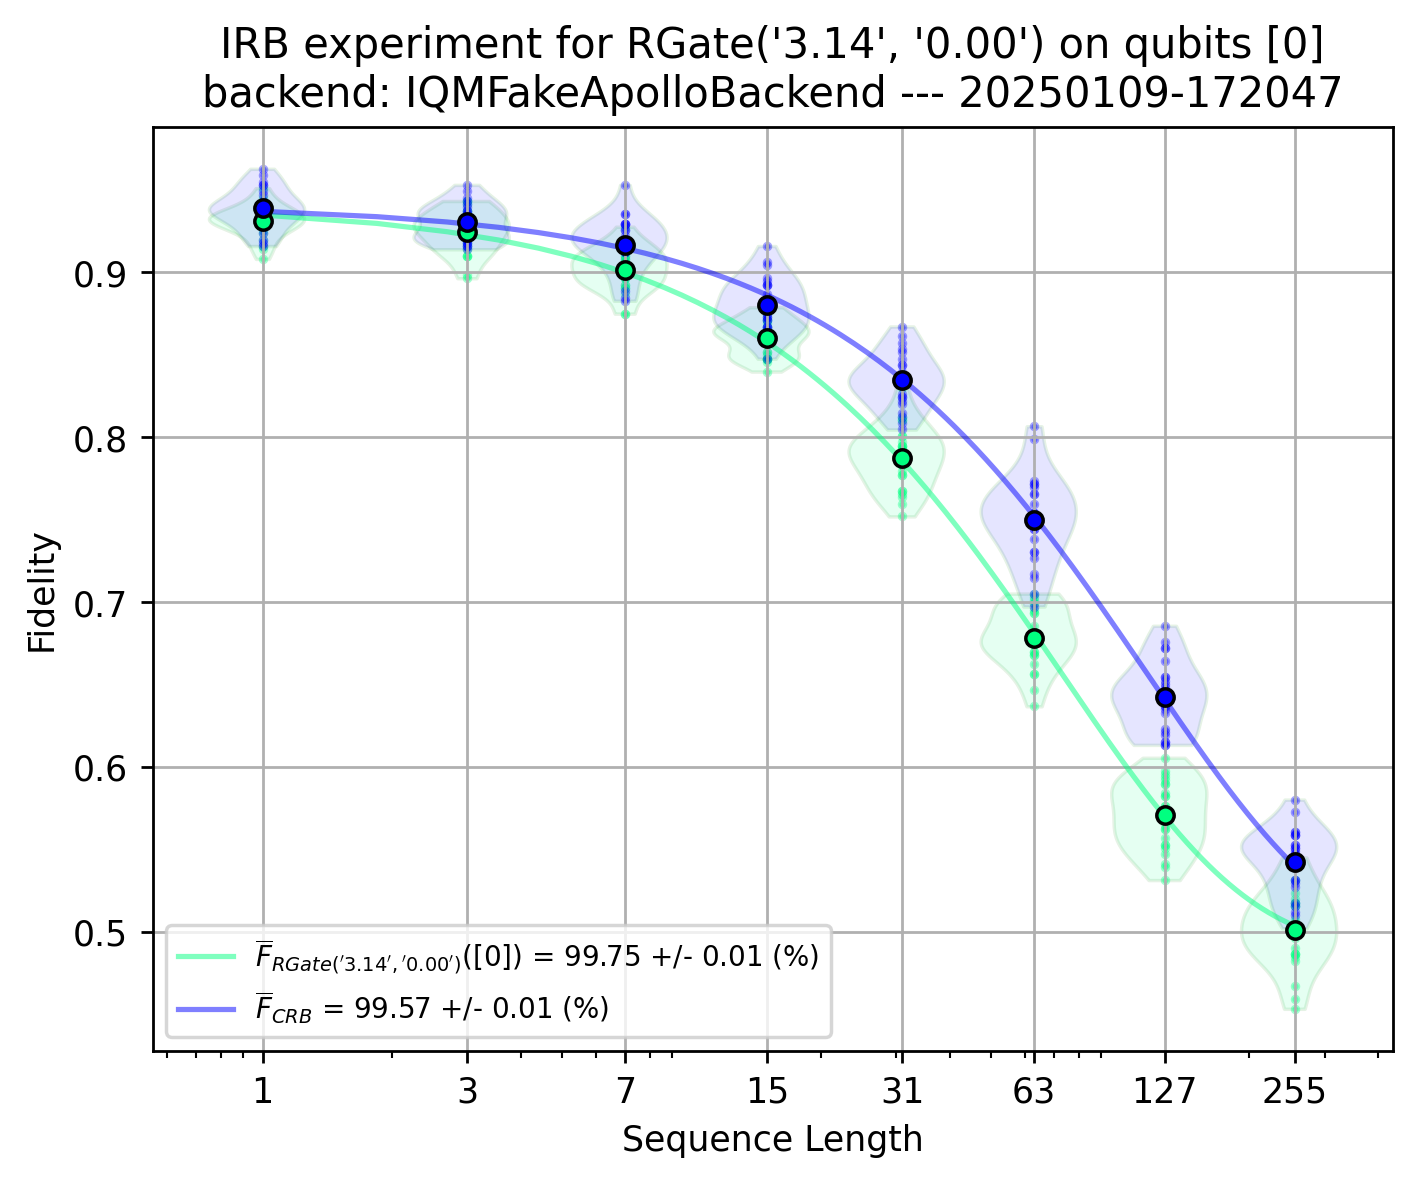 IRB experiment for RGate('3.14', '0.00') on qubits [0]
backend: IQMFakeApolloBackend --- 20250109-172047
Fidelity
0.9
0.8
0.7
0.6
0.5
F̅_RGate('3.14','0.00')([0]) = 99.75 +/- 0.01 (%)
F̅_CRB = 99.57 +/- 0.01 (%)
1 3 7 15 31 63 127 255
Sequence Length